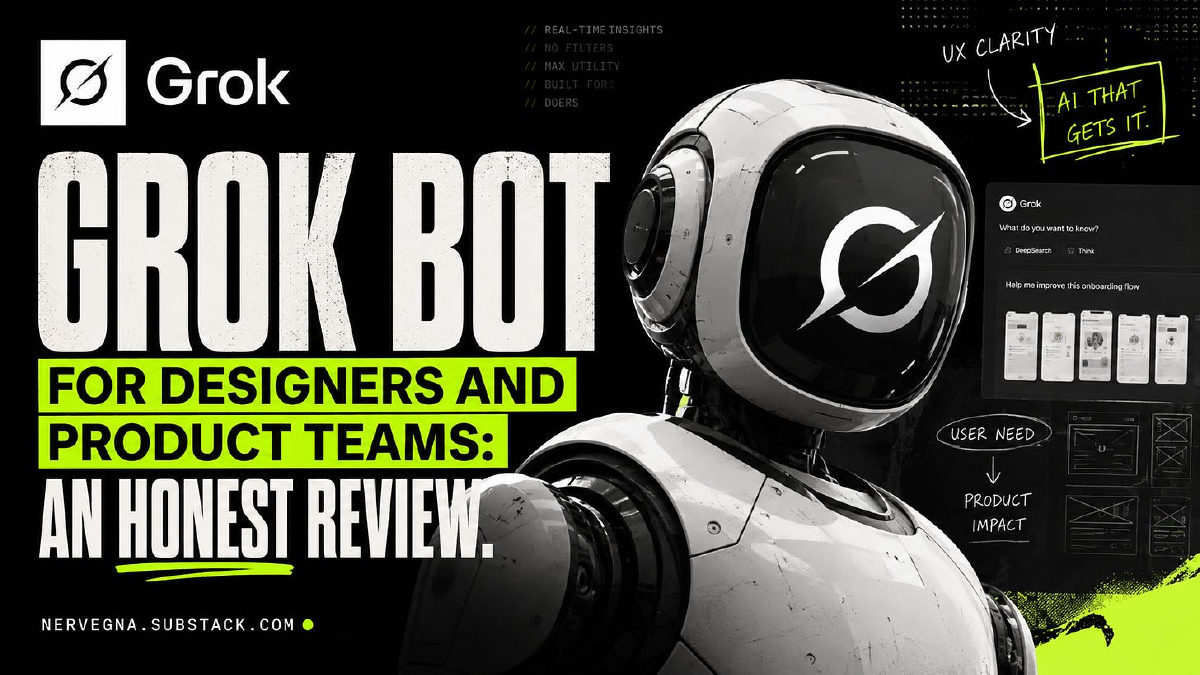 Grok
// REAL-TIME INSIGHTS
// NO FILTERS
// MAX UTILITY
// BUILT FOR
// DOERS
UX CLARITY
AI THAT
GETS IT.
GROK BOT
FOR DESIGNERS AND
PRODUCT TEAMS:
AN HONEST REVIEW.
NERVEGNA.SUBSTACK.COM
Grok
What do you want to know?
DeepSearch Think
Help me improve this onboarding flow
USER NEED
PRODUCT
IMPACT